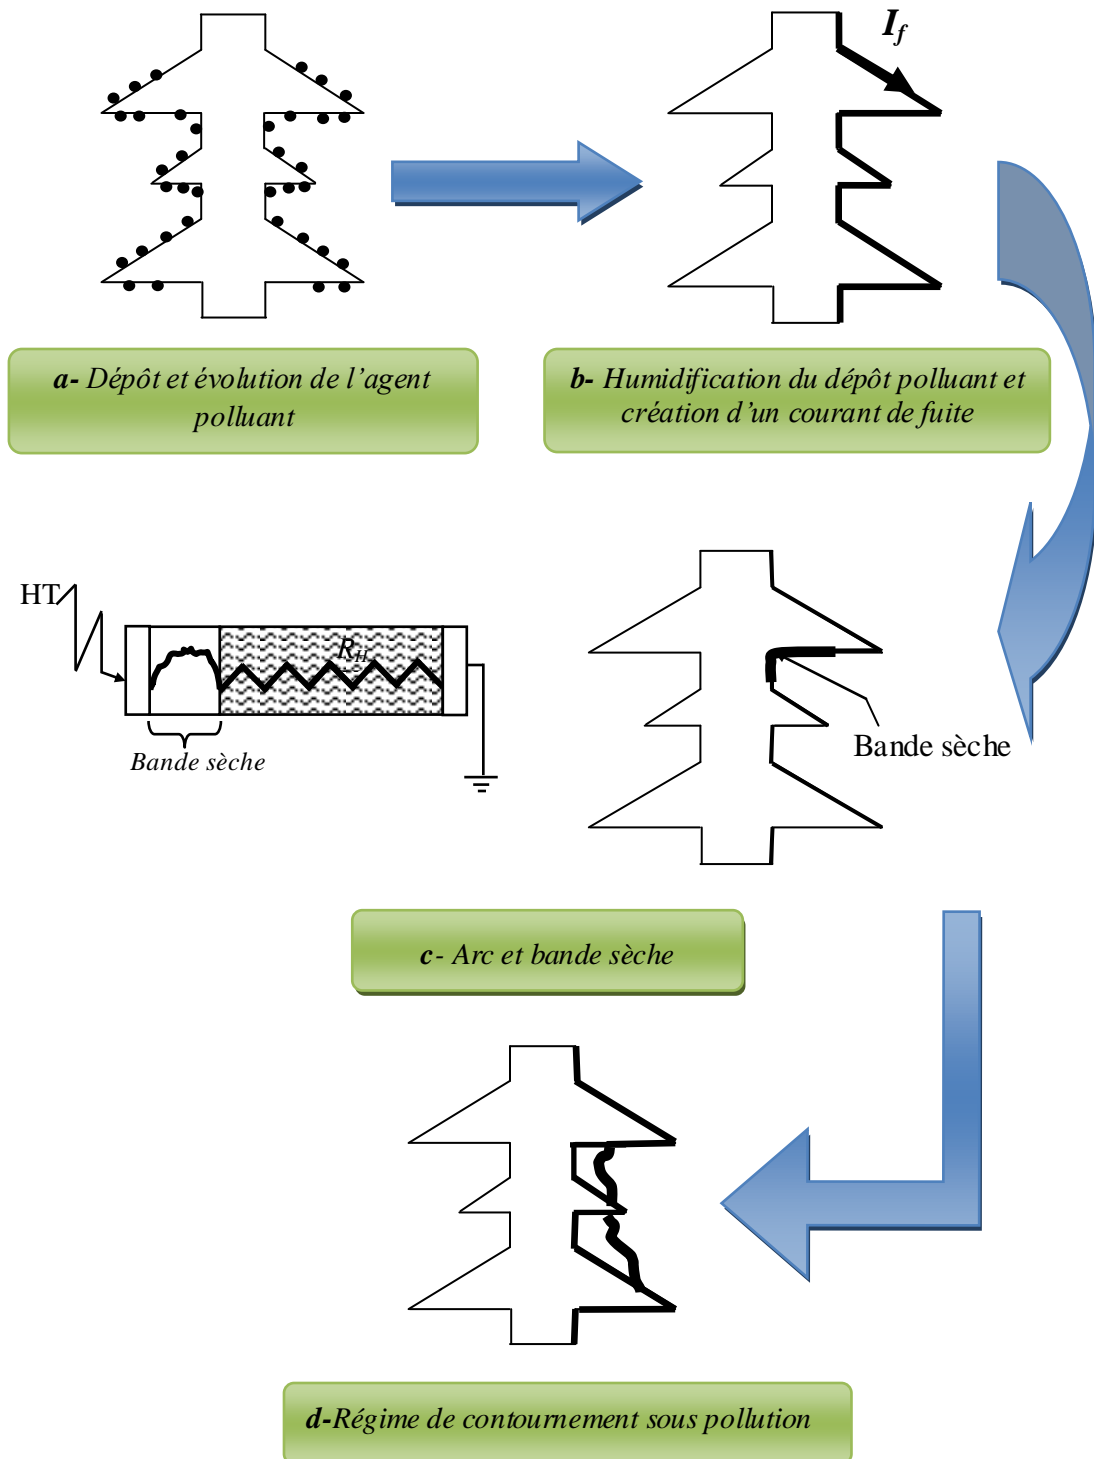 I_f
a- Dépôt et évolution de l'agent
polluant
b- Humidification du dépôt polluant et
création d'un courant de fuite
HT
R_H
Bande sèche
Bande sèche
c- Arc et bande sèche
d-Régime de contournement sous pollution